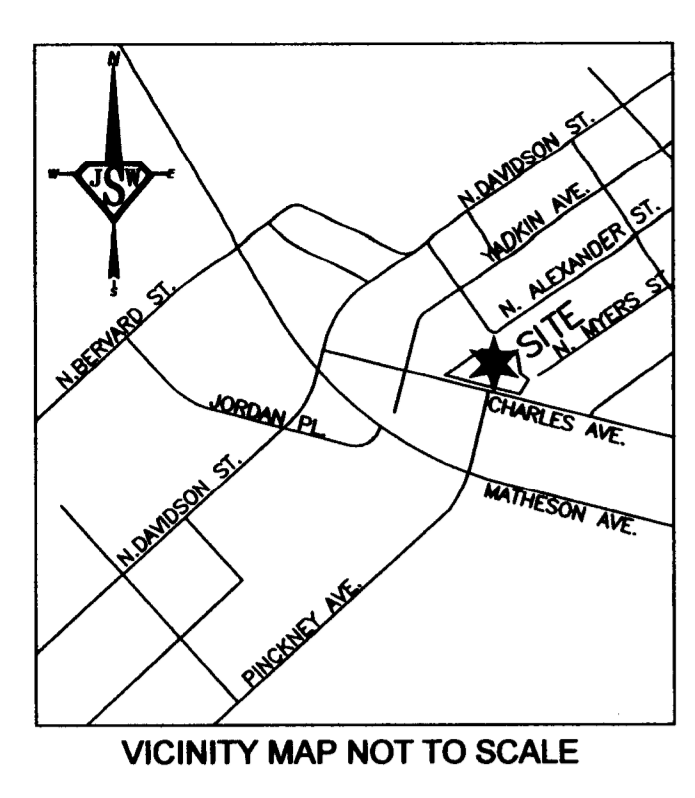 N
W
JSW
E
S
N.DAVIDSON ST.
YADKIN AVE.
N. ALEXANDER ST.
N. MYERS ST.
SITE
N.BERVARD ST.
JORDAN PL.
CHARLES AVE.
N.DAVIDSON ST.
MATHESON AVE.
PINCKNEY AVE.
VICINITY MAP NOT TO SCALE